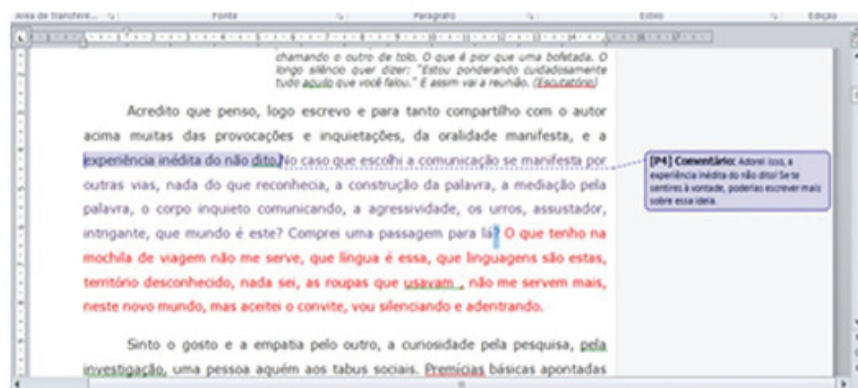 Área de Transferê...
Fonte
Parágrafo
Estilo
Edição
chamando o outro de tolo. O que é pior que uma bofetada. O
longo silêncio quer dizer: "Estou ponderando cuidadosamente
tudo aquilo que você falou." E assim vai a reunião. (Escutatório)
Acredito que penso, logo escrevo e para tanto compartilho com o autor
acima muitas das provocações e inquietações, da oralidade manifesta, e a
experiência inédita do não dito. No caso que escolhi a comunicação se manifesta por
outras vias, nada do que reconhecia, a construção da palavra, a mediação pela
palavra, o corpo inquieto comunicando, a agressividade, os urros, assustador,
intrigante, que mundo é este? Comprei uma passagem para lá? O que tenho na
mochila de viagem não me serve, que língua é essa, que linguagens são estas,
território desconhecido, nada sei, as roupas que usavam , não me servem mais,
neste novo mundo, mas aceitei o convite, vou silenciando e adentrando.
Sinto o gosto e a empatia pelo outro, a curiosidade pela pesquisa, pela
investigação, uma pessoa aquém aos tabus sociais. Premícias básicas apontadas
[P4] Comentário: Adorei isso, a
experiência inédita do não dito! Se te
sentires à vontade, poderias escrever mais
sobre essa ideia.